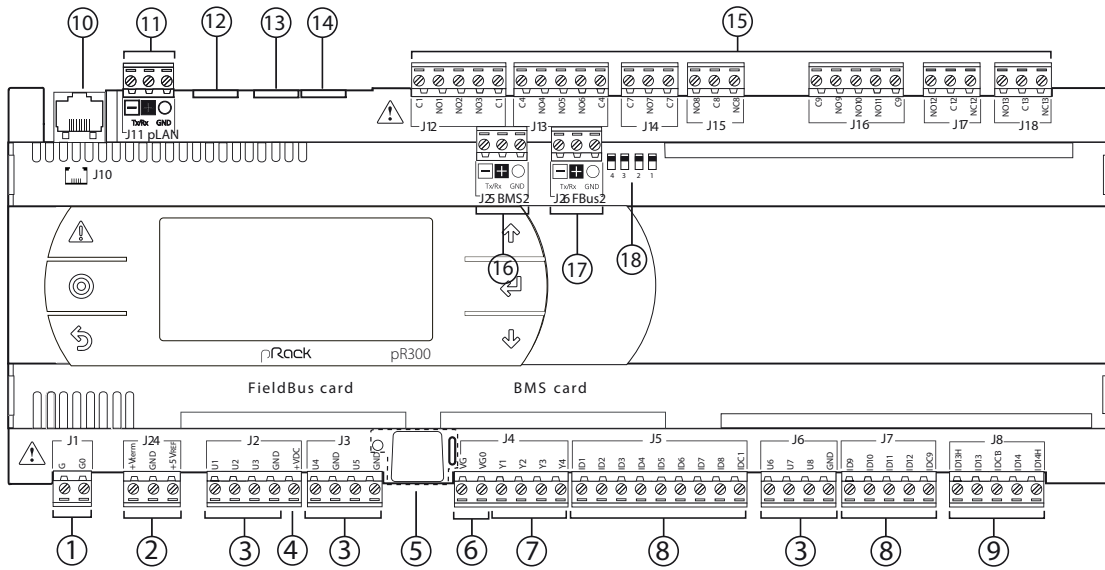 10 11 12 13 14 15
J11 pLAN
Tx/Rx GND
J12 J13 J14 J15 J16 J17 J18
C1 NO1 NO2 NO3 C1
C4 NO4 NO5 NO6 C4
C7 NO7 C7
NO8 C8 NC8
C9 NO9 NO10 NO11 C9
NO12 C12 NC12
NO13 C13 NC13
J10
J25 BMS2
Tx/Rx GND
J26 FBus2
Tx/Rx GND
4 3 2 1
16 17 18
pRack pR300
FieldBus card BMS card
J1 J24 J2 J3 J4 J5 J6 J7 J8
G G0
+Vterm GND +5VREF
U1 U2 U3 GND +VDC
U4 GND U5 GND
VG VG0 Y1 Y2 Y3 Y4
ID1 ID2 ID3 ID4 ID5 ID6 ID7 ID8 IDC1
U6 U7 U8 GND
ID9 ID10 ID11 ID12 IDC9
ID13H ID13 IDCB ID14 ID14H
1 2 3 4 3 5 6 7 8 3 8 9